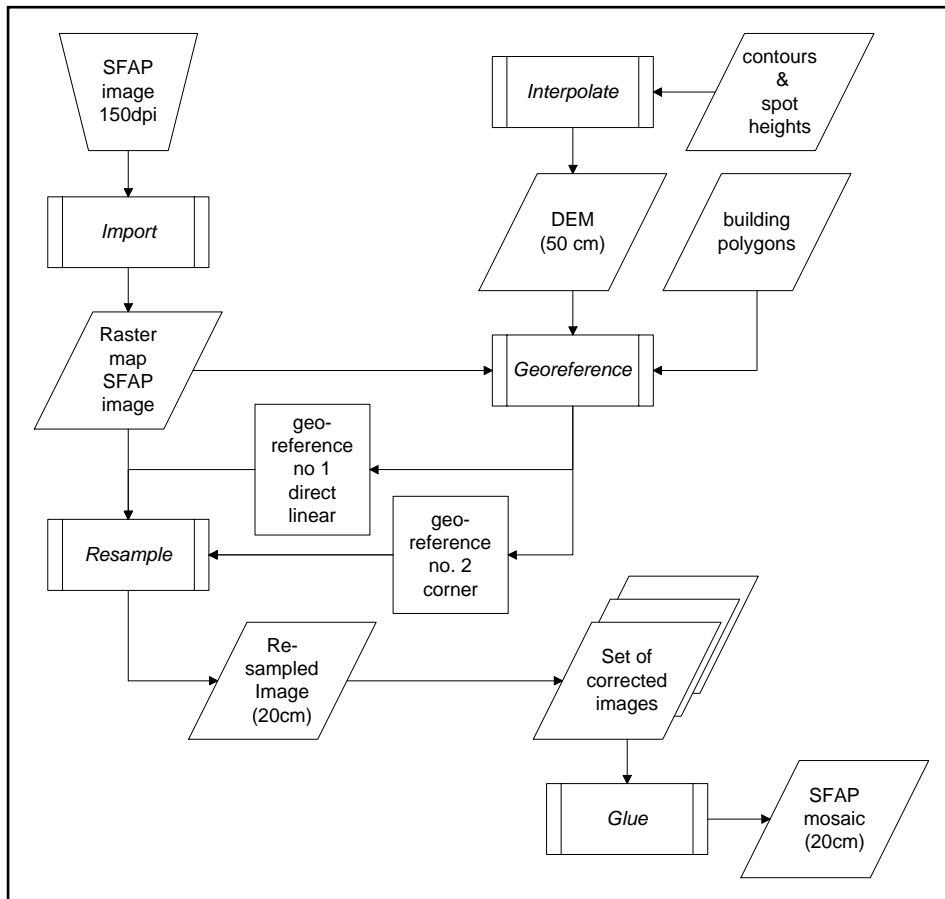 SFAP
image
150dpi
Interpolate
contours
&
spot
heights
Import
DEM
(50 cm)
building
polygons
Raster
map
SFAP
image
Georeference
geo-
reference
no 1
direct
linear
geo-
reference
no. 2
corner
Resample
Re-
sampled
Image
(20cm)
Set of
corrected
images
Glue
SFAP
mosaic
(20cm)